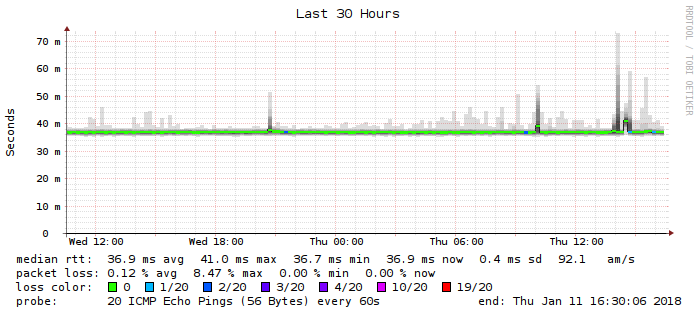 Last 30 Hours
RRDTOOL / TOBI OETIKER
Seconds
70 m
60 m
50 m
40 m
30 m
20 m
10 m
0
Wed 12:00 Wed 18:00 Thu 00:00 Thu 06:00 Thu 12:00
median rtt: 36.9 ms avg 41.0 ms max 36.7 ms min 36.9 ms now 0.4 ms sd 92.1 am/s
packet loss: 0.12 % avg 8.47 % max 0.00 % min 0.00 % now
loss color: 0 1/20 2/20 3/20 4/20 10/20 19/20
probe: 20 ICMP Echo Pings (56 Bytes) every 60s end: Thu Jan 11 16:30:06 2018